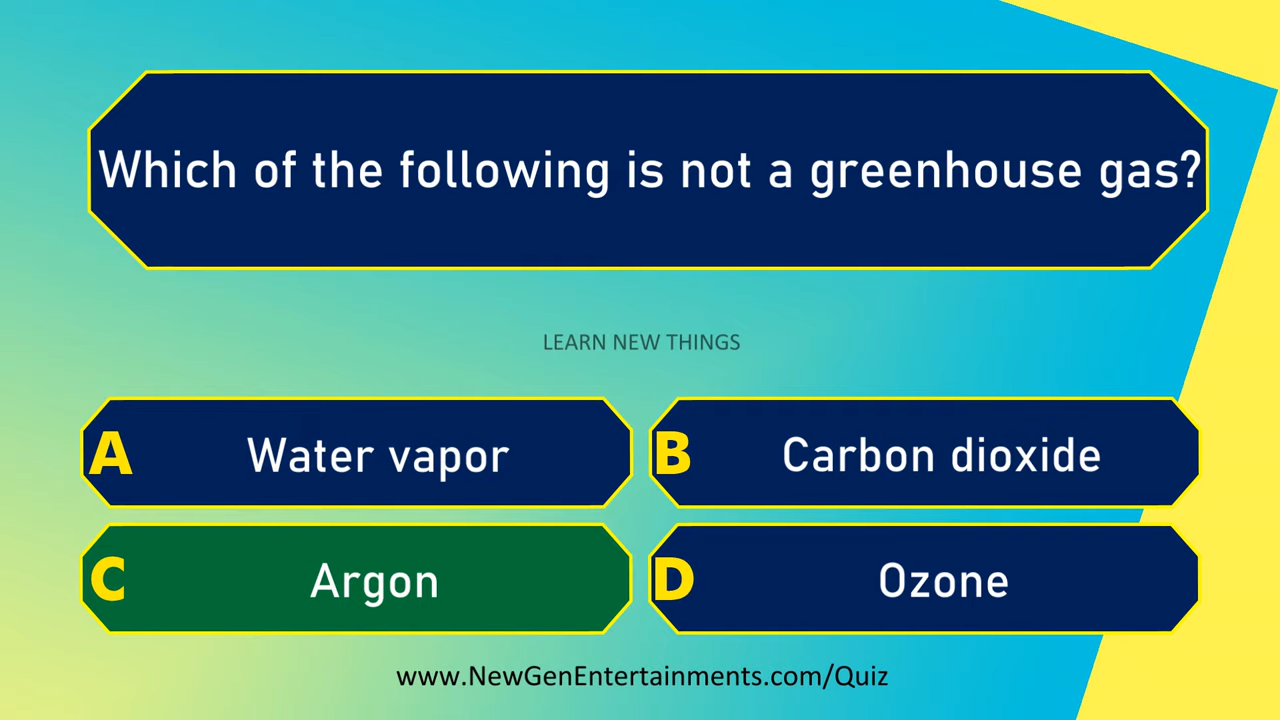 Which of the following is not a greenhouse gas?
LEARN NEW THINGS
A Water vapor
B Carbon dioxide
C Argon
D Ozone
www.NewGenEntertainments.com/Quiz